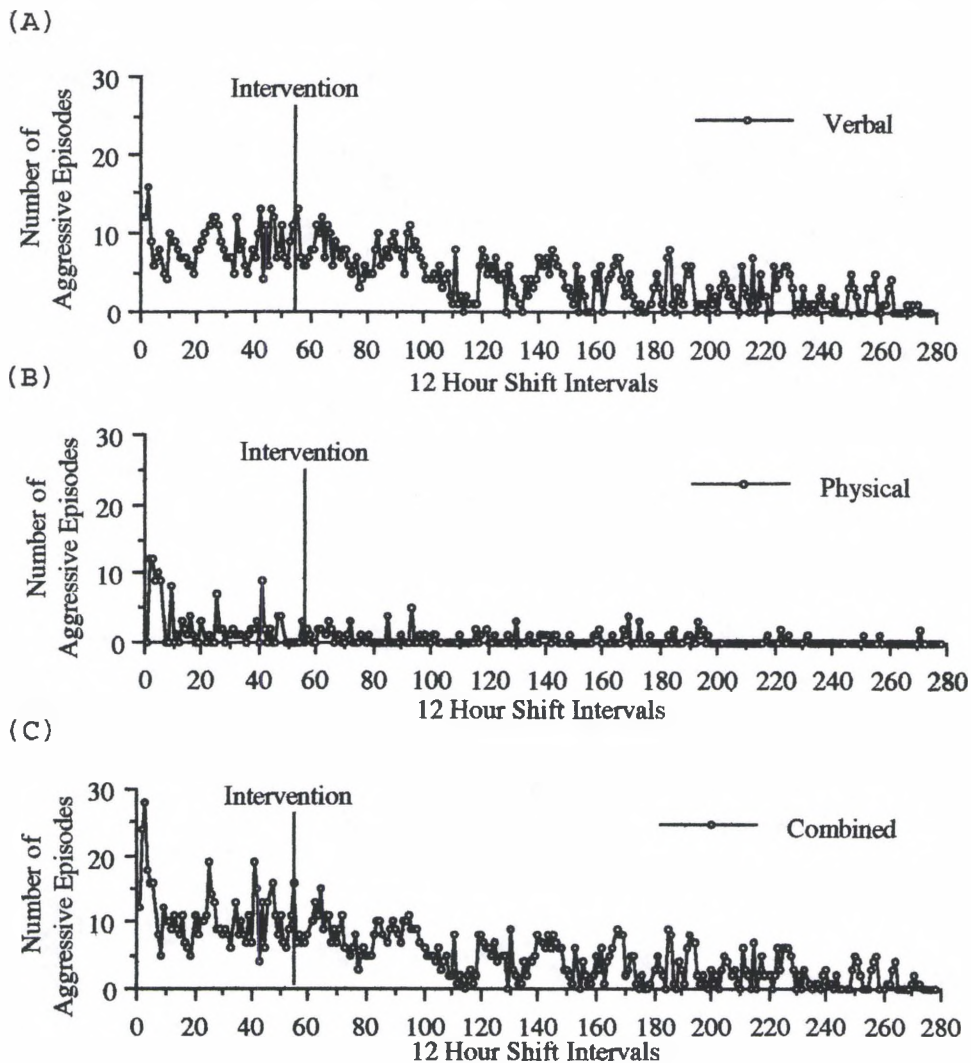 (A)
30
20
10
0
Number of
Aggressive Episodes
Intervention
Verbal
0 20 40 60 80 100 120 140 160 180 200 220 240 260 280
12 Hour Shift Intervals
(B)
30
20
10
0
Number of
Aggressive Episodes
Intervention
Physical
0 20 40 60 80 100 120 140 160 180 200 220 240 260 280
12 Hour Shift Intervals
(C)
30
20
10
0
Number of
Aggressive Episodes
Intervention
Combined
0 20 40 60 80 100 120 140 160 180 200 220 240 260 280
12 Hour Shift Intervals